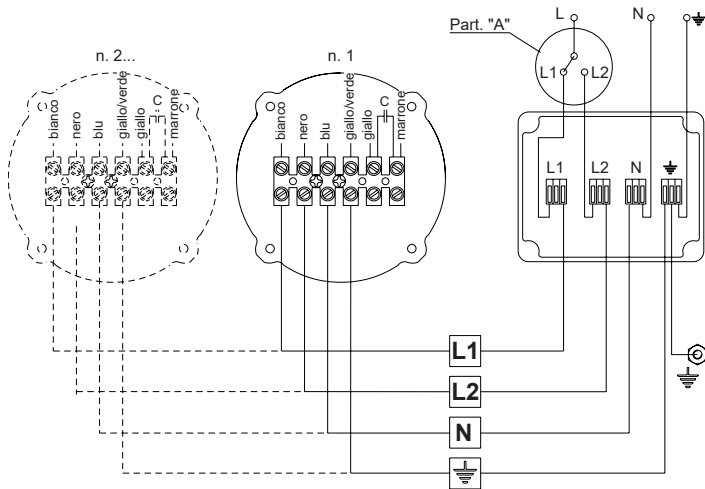 Part. "A"
L
N
L1
L2
n. 2...
n. 1
bianco
nero
blu
giallo/verde
giallo
C
marrone
bianco
nero
blu
giallo/verde
giallo
C
marrone
L1
L2
N
L1
L2
N